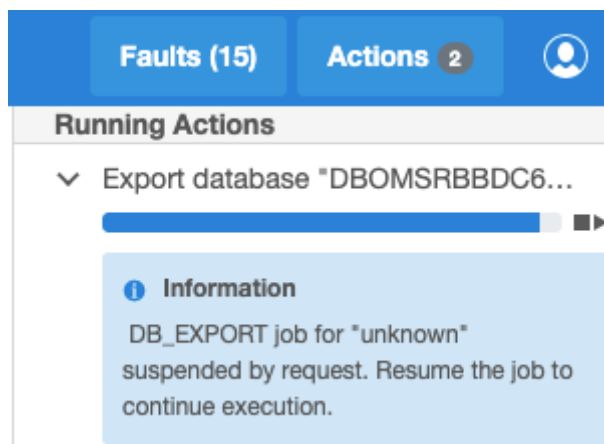 Faults (15) Actions 2
Running Actions
Export database "DBOMSRBBDC6...
Information
DB_EXPORT job for "unknown"
suspended by request. Resume the job to
continue execution.